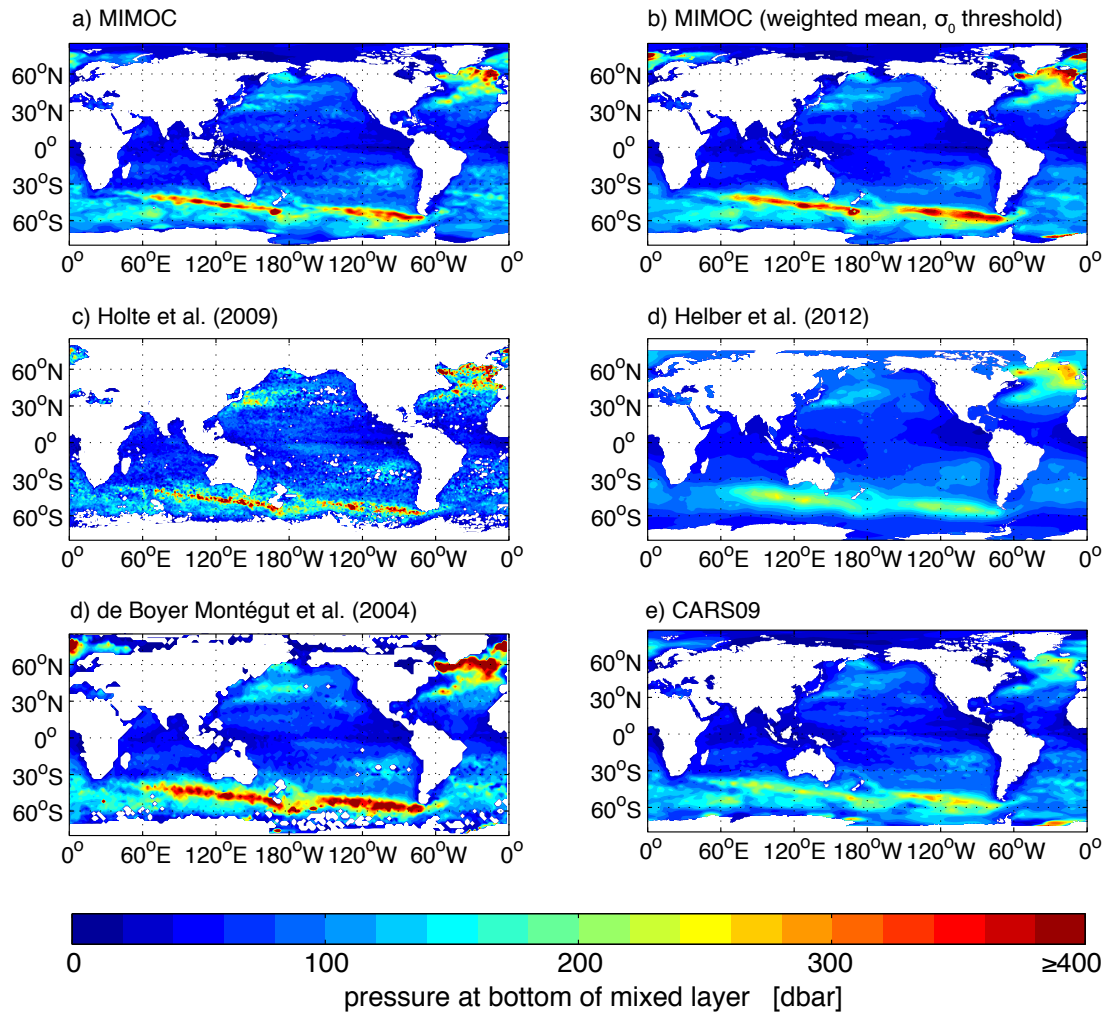 a) MIMOC
b) MIMOC (weighted mean, σ₀ threshold)
60°N
30°N
0°
30°S
60°S
0° 60°E 120°E 180°W 120°W 60°W 0°
60°N
30°N
0°
30°S
60°S
0° 60°E 120°E 180°W 120°W 60°W 0°
c) Holte et al. (2009)
d) Helber et al. (2012)
60°N
30°N
0°
30°S
60°S
0° 60°E 120°E 180°W 120°W 60°W 0°
60°N
30°N
0°
30°S
60°S
0° 60°E 120°E 180°W 120°W 60°W 0°
d) de Boyer Montégut et al. (2004)
e) CARS09
60°N
30°N
0°
30°S
60°S
0° 60°E 120°E 180°W 120°W 60°W 0°
60°N
30°N
0°
30°S
60°S
0° 60°E 120°E 180°W 120°W 60°W 0°
0 100 200 300 ≥400
pressure at bottom of mixed layer [dbar]